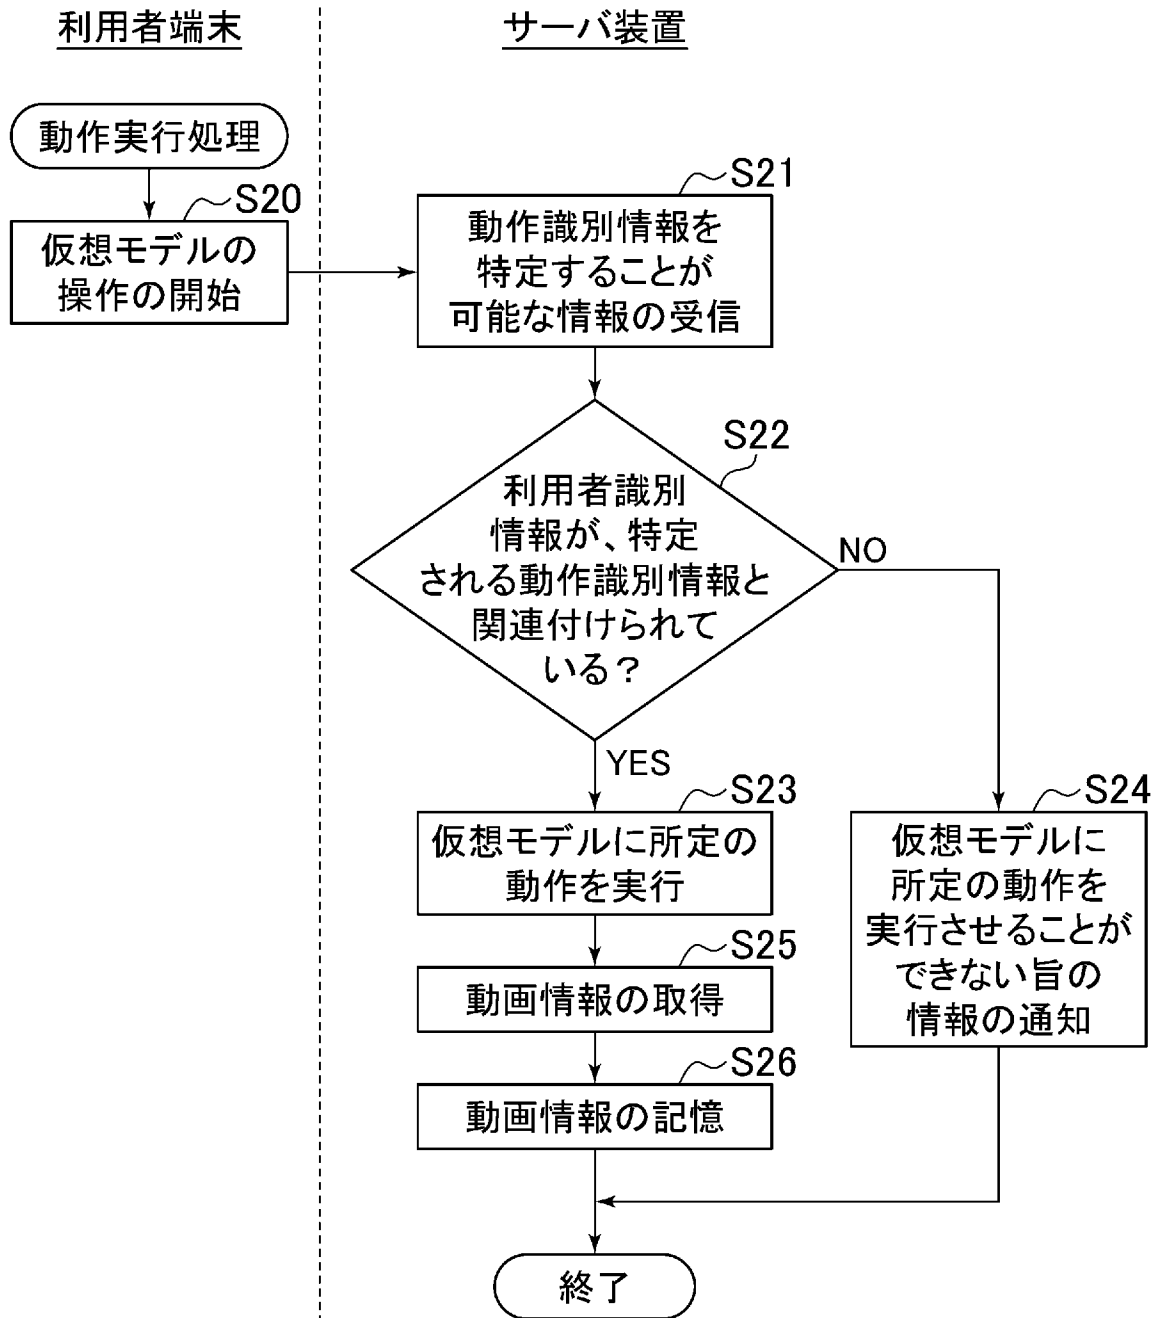 利用者端末
サーバ装置
動作実行処理
S20
仮想モデルの
操作の開始
S21
動作識別情報を
特定することが
可能な情報の受信
S22
利用者識別
情報が、特定
される動作識別情報と
関連付けられて
いる？
NO
YES
S23
仮想モデルに所定の
動作を実行
S24
仮想モデルに
所定の動作を
実行させることが
できない旨の
情報の通知
S25
動画情報の取得
S26
動画情報の記憶
終了